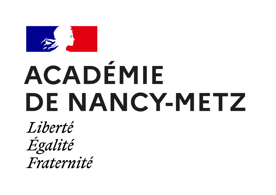 ACADÉMIE
DE NANCY-METZ
Liberté
Égalité
Fraternité